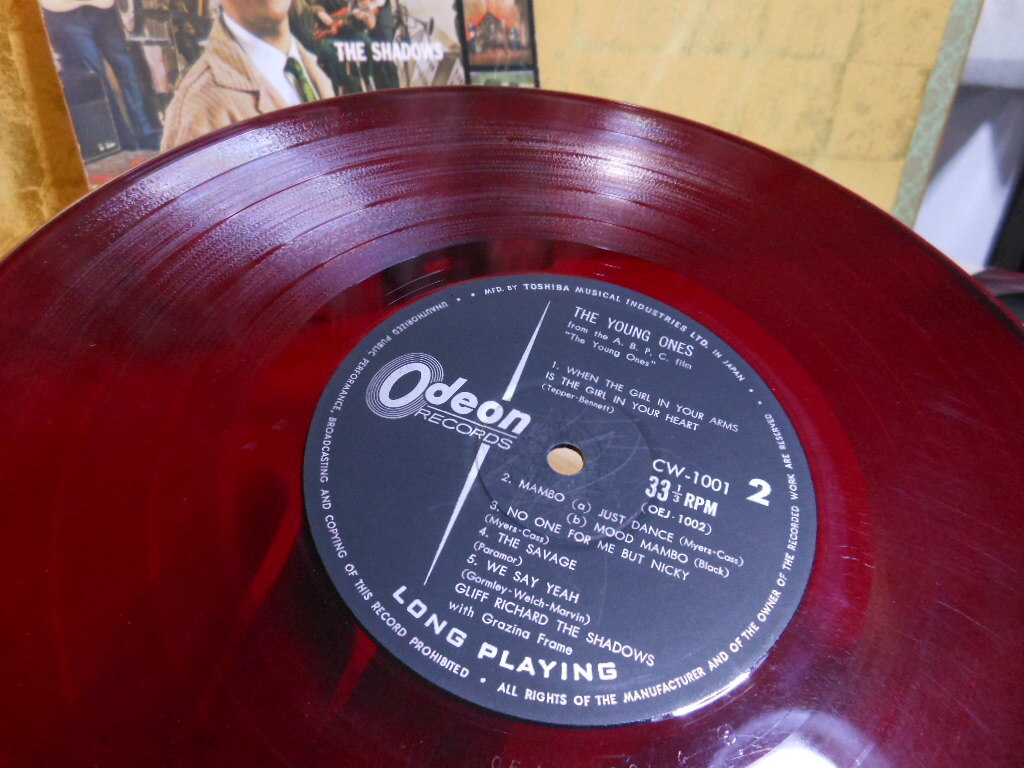 THE SHADOWS
MFD. BY TOSHIBA MUSICAL INDUSTRIES LTD. IN JAPAN
THE YOUNG ONES
from the A. B. P. C. film
"The Young Ones"
1. WHEN THE GIRL IN YOUR ARMS
IS THE GIRL IN YOUR HEART
(Tepper-Bennett)
Odeon
RECORDS
CW-1001
2
33 1/3 RPM
(OEJ-1002)
2. MAMBO (a) JUST DANCE (Myers-Cass)
(b) MOOD MAMBO (Black)
3. NO ONE FOR ME BUT NICKY
(Myers-Cass)
4. THE SAVAGE
(Paramor)
5. WE SAY YEAH
(Gormley-Welch-Marvin)
GLIFF RICHARD THE SHADOWS
with Grazina Frame
LONG PLAYING
ALL RIGHTS OF THE MANUFACTURER AND OF THE OWNER OF THE RECORDED WORK ARE RESERVED
UNAUTHORIZED PUBLIC PERFORMANCE, BROADCASTING AND COPYING OF THIS RECORD PROHIBITED